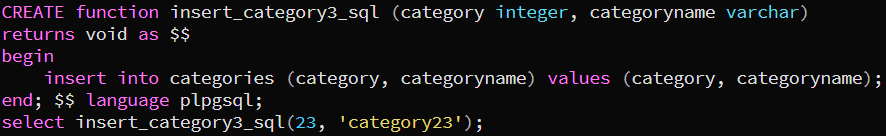 CREATE function insert_category3_sql (category integer, categoryname varchar)
returns void as $$
begin
    insert into categories (category, categoryname) values (category, categoryname);
end; $$ language plpgsql;
select insert_category3_sql(23, 'category23');